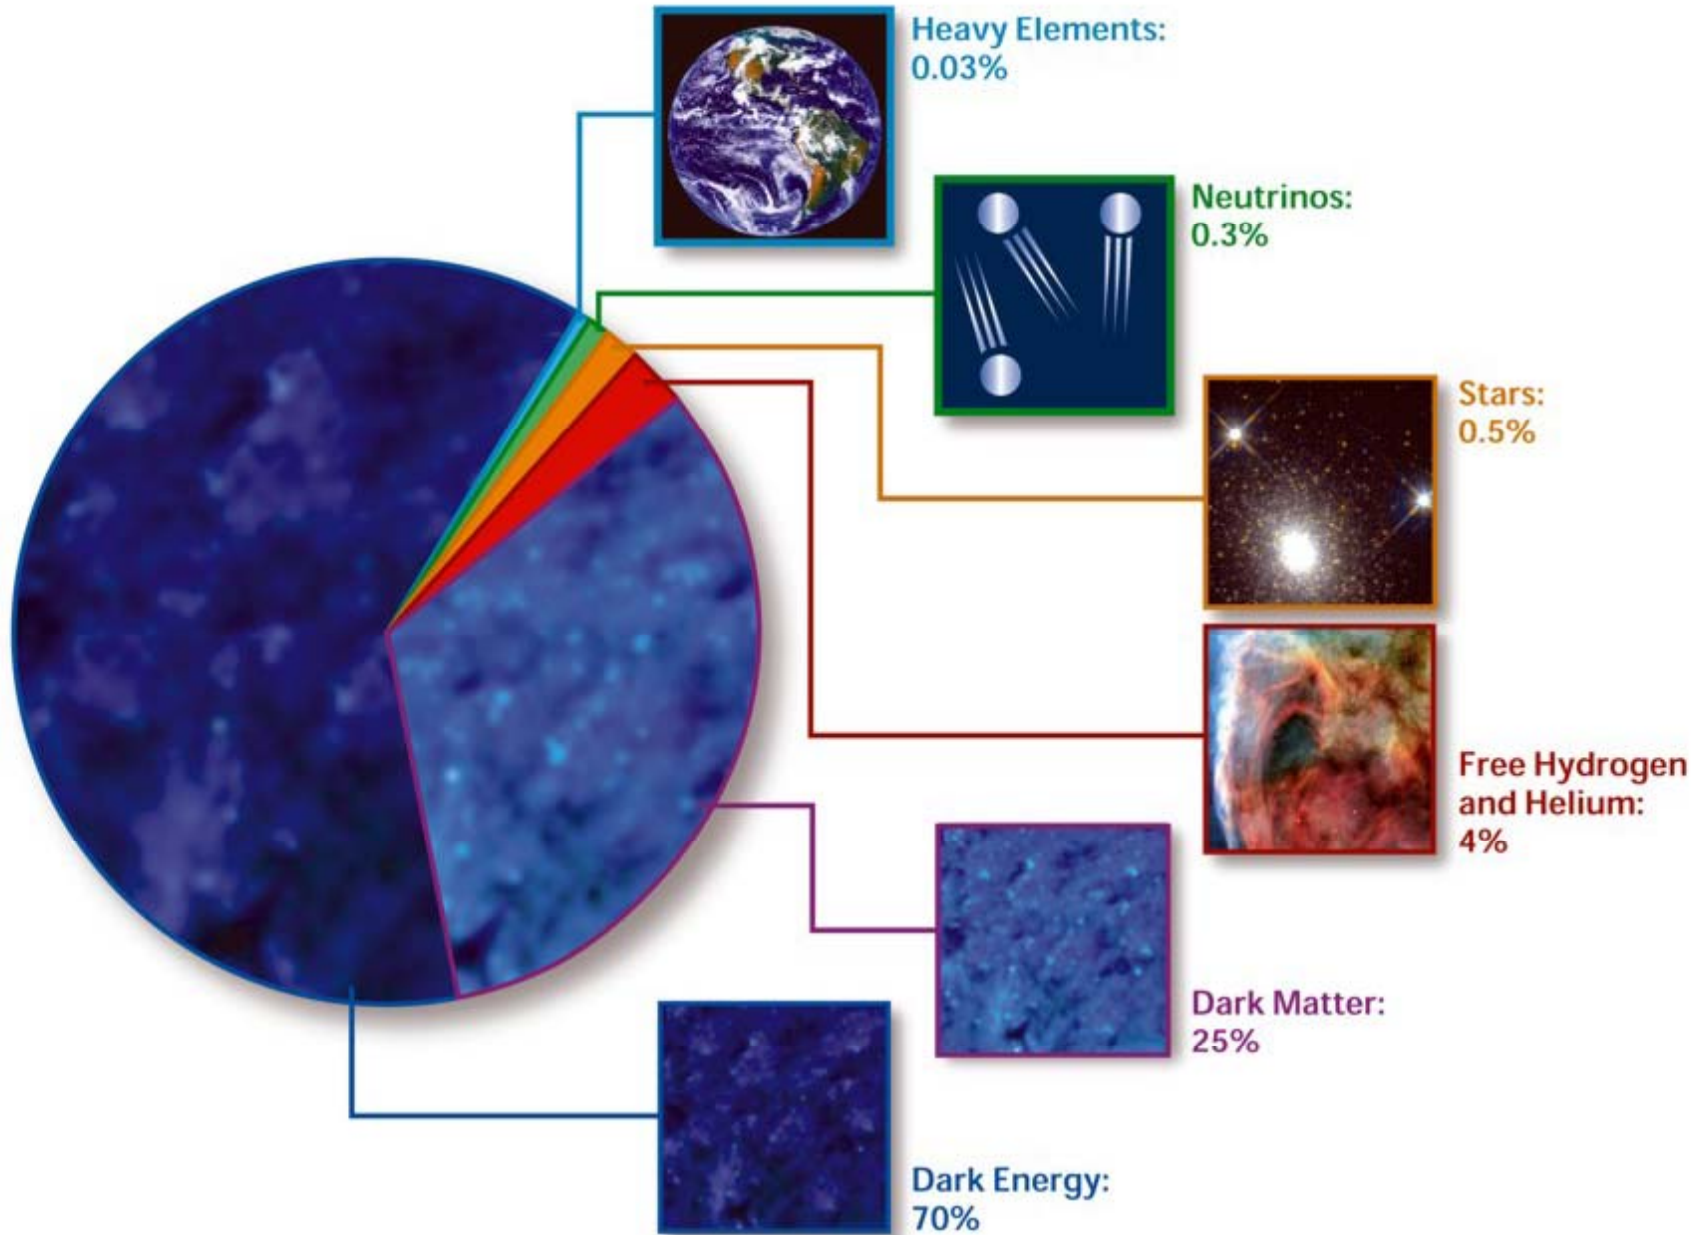 Heavy Elements:
0.03%
Neutrinos:
0.3%
Stars:
0.5%
Free Hydrogen
and Helium:
4%
Dark Matter:
25%
Dark Energy:
70%